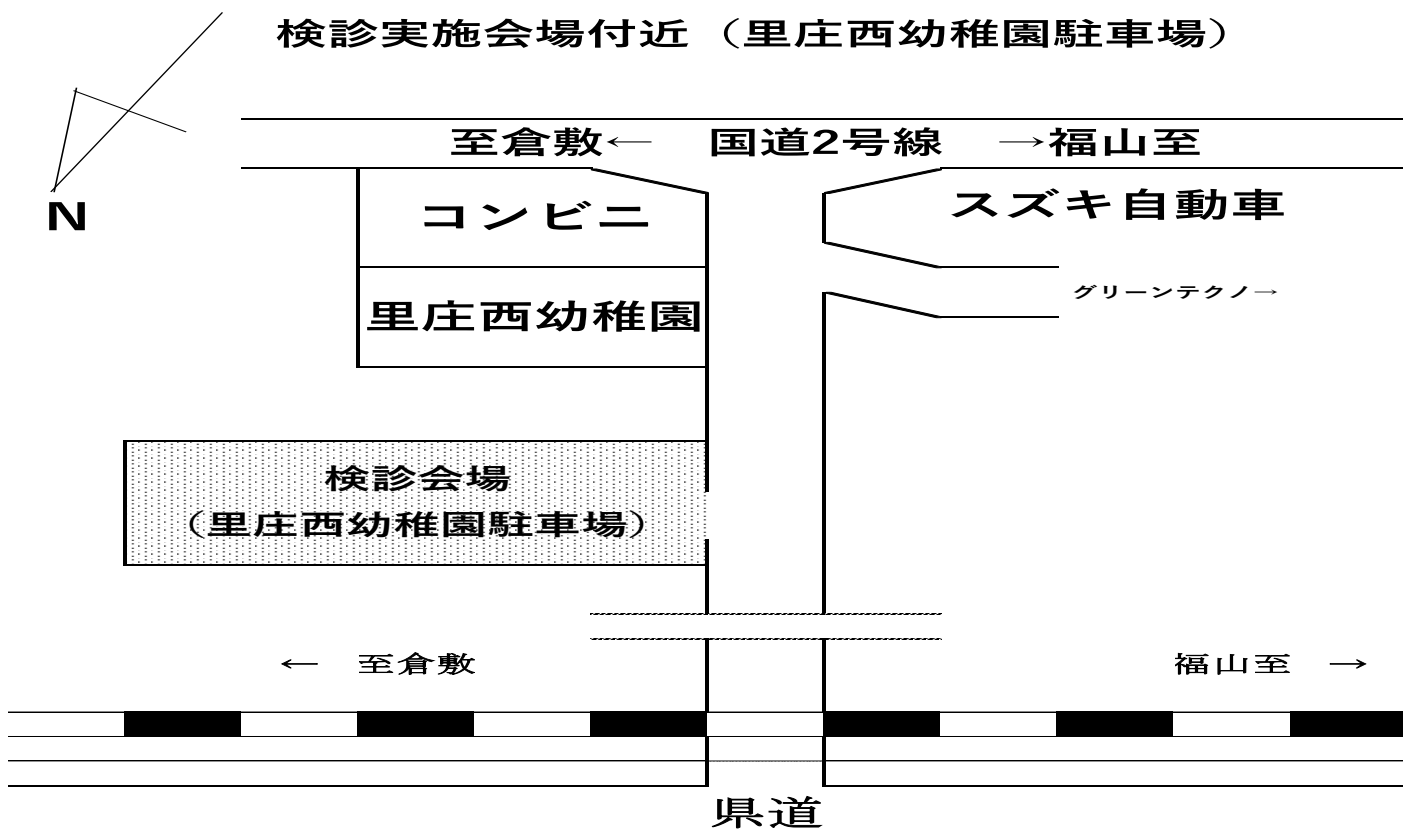 検診実施会場付近（里庄西幼稚園駐車場）
至倉敷← 国道2号線 →福山至
N
コンビニ
スズキ自動車
グリーンテクノ→
里庄西幼稚園
検診会場
（里庄西幼稚園駐車場）
← 至倉敷
福山至 →
県道